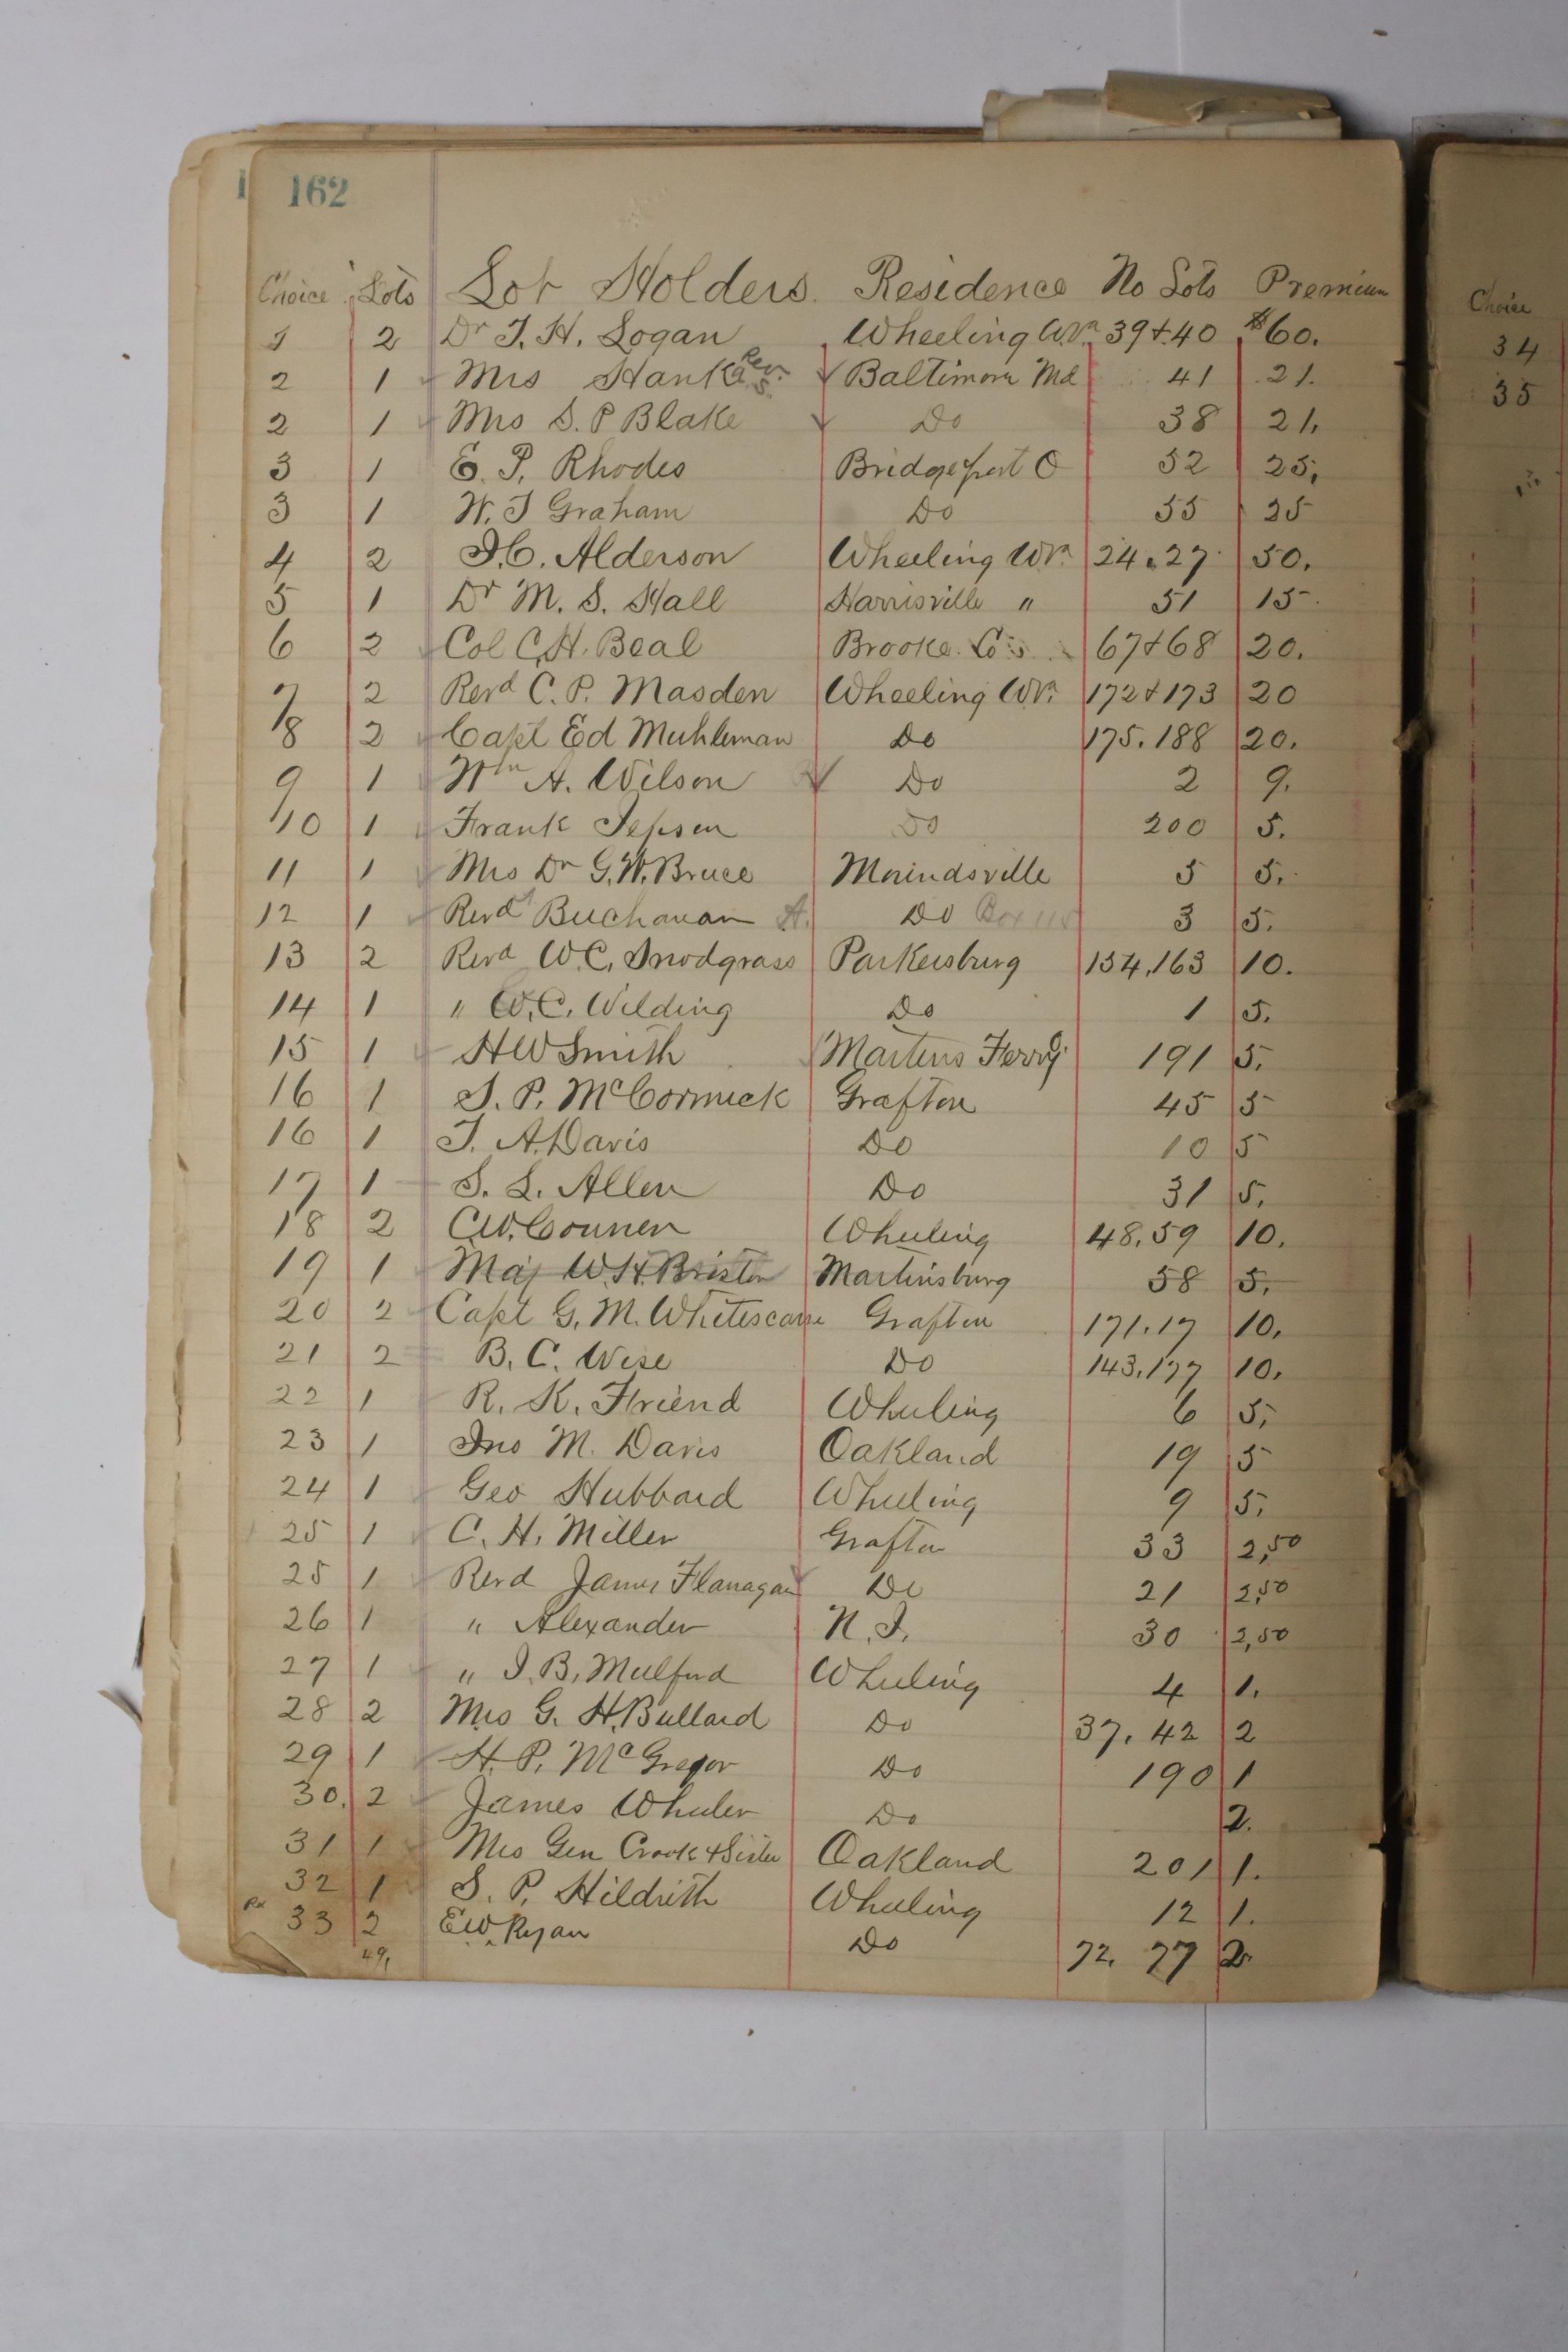 162
Choice Lots Lot Holders. Residence No Lots Premium
1 2 Dr T. H. Logan Wheeling W.Va 39+40 $60.
2 1 Mrs Hanks Rev. S. Baltimore Md 41 21.
2 1 Mrs S. P Blake Do 38 21.
3 1 E. P. Rhodes Bridgeport O 52 25.
3 1 W. J Graham Do 55 25
4 2 J.C. Alderson Wheeling WVa 24.27. 50.
5 1 Dr M. S. Hall Harrisville " 51 15-
6 2 Col C.H. Beal Brooke. Co 67+68 20.
7 2 Revd C. P. Masden Wheeling WVa 172+173 20
8 2 Capt Ed Muhleman Do 175.188 20.
9 1 Wm A. Wilson Do 2 9.
10 1 Frank Jepsen Do 200 5.
11 1 Mrs Dr G.W. Bruce Moundsville 5 5.
12 1 Revd Buchanan A. Do Box 115 3 5.
13 2 Revd W.C. Snodgrass Parkersburg 154,163 10.
14 1 " W.C. Wilding Do 1 5.
15 1 H W Smith Martins Ferry 191 5.
16 1 S. P. McCormick Grafton 45 5
16 1 J. A. Davis Do 10 5
17 1 S. L. Allen Do 31 5.
18 2 C.W. Conner Wheeling 48,59 10.
19 1 Maj W.H. Bristor Martinsburg 58 5.
20 2 Capt G. M. Whitescarver Grafton 171.17 10.
21 2 B. C. Wise Do 143,177 10.
22 1 R. K. Friend Wheeling 6 5.
23 1 Jno M. Davis Oakland 19 5
24 1 Geo Hubbard Wheeling 9 5.
25 1 C. H. Miller Grafton 33 2,50
25 1 Revd James Flanagan Do 21 2,50
26 1 " Alexander N. J. 30 2,50
27 1 " J. B. Mulford Wheeling 4 1.
28 2 Mrs G. H. Bullard Do 37. 42 2
29 1 H. P. McGregor Do 190 1
30. 2 James Wheeler Do 2.
31 1 Mrs Gen Crook & Sister Oakland 201 1.
32 1 S. P. Hildrith Wheeling 12 1.
33 2 E.W. Ryan Do 72. 77 2.
49,
Choice
34
35